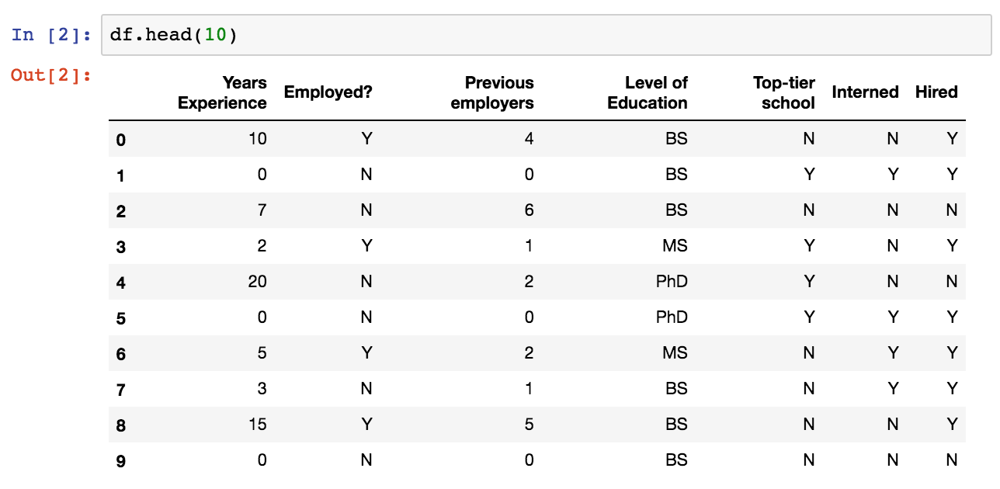 In [2]: df.head(10)
Out[2]:
Years Experience Employed? Previous employers Level of Education Top-tier school Interned Hired
0 10 Y 4 BS N N Y
1 0 N 0 BS Y Y Y
2 7 N 6 BS N N N
3 2 Y 1 MS Y N Y
4 20 N 2 PhD Y N N
5 0 N 0 PhD Y Y Y
6 5 Y 2 MS N Y Y
7 3 N 1 BS N Y Y
8 15 Y 5 BS N N Y
9 0 N 0 BS N N N